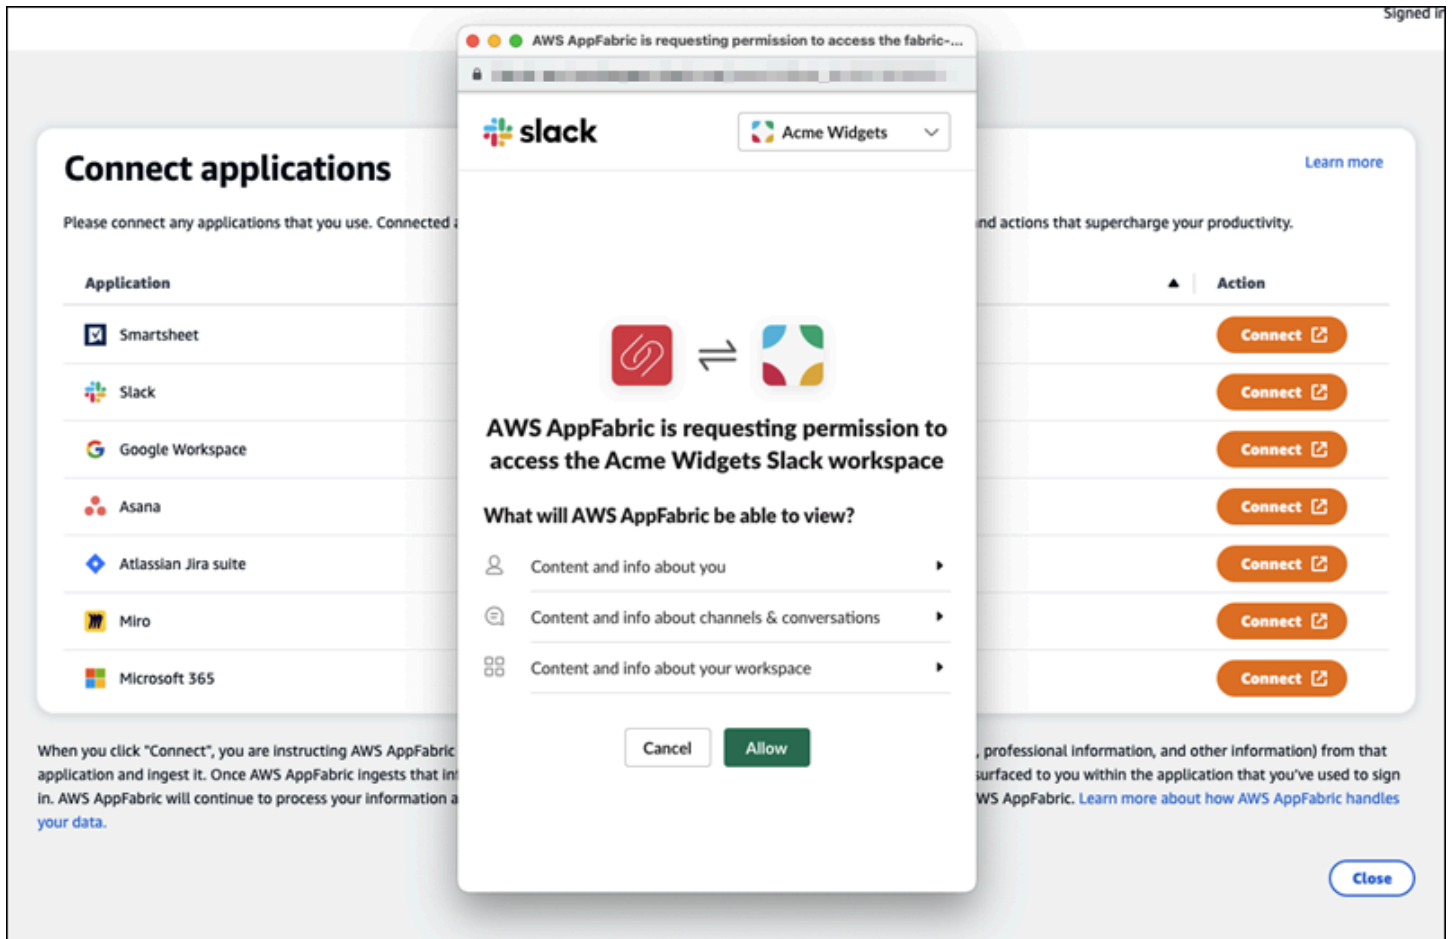 Signed in
AWS AppFabric is requesting permission to access the fabric-...
slack
Acme Widgets
Connect applications
Learn more
Please connect any applications that you use. Connected
actions that supercharge your productivity.
Application
Action
Smartsheet
Connect
Slack
Connect
Google Workspace
Connect
Asana
Connect
Atlassian Jira suite
Connect
Miro
Connect
Microsoft 365
Connect
AWS AppFabric is requesting permission to
access the Acme Widgets Slack workspace
What will AWS AppFabric be able to view?
Content and info about you
Content and info about channels & conversations
Content and info about your workspace
Cancel
Allow
When you click "Connect", you are instructing AWS AppFabric
, professional information, and other information) from that
application and ingest it. Once AWS AppFabric ingests that
surfaced to you within the application that you've used to sign
in. AWS AppFabric will continue to process your information
AppFabric. Learn more about how AWS AppFabric handles
your data.
Close